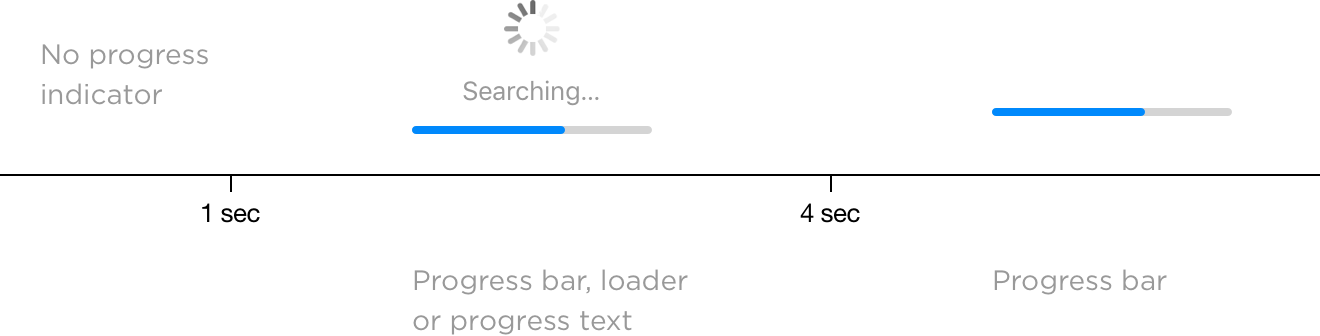 No progress
indicator
Searching...
1 sec
4 sec
Progress bar, loader
or progress text
Progress bar